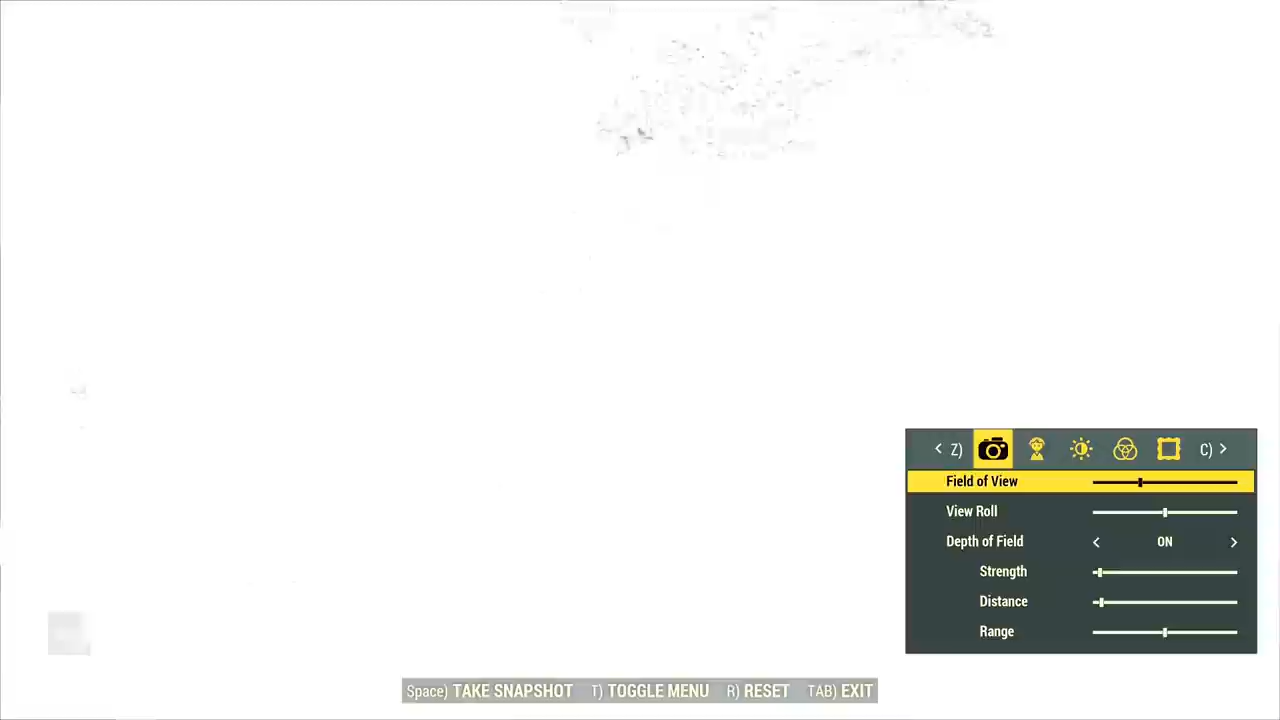 Z)
C)
Field of View
View Roll
Depth of Field ON
Strength
Distance
Range
Space) TAKE SNAPSHOT T) TOGGLE MENU R) RESET TAB) EXIT